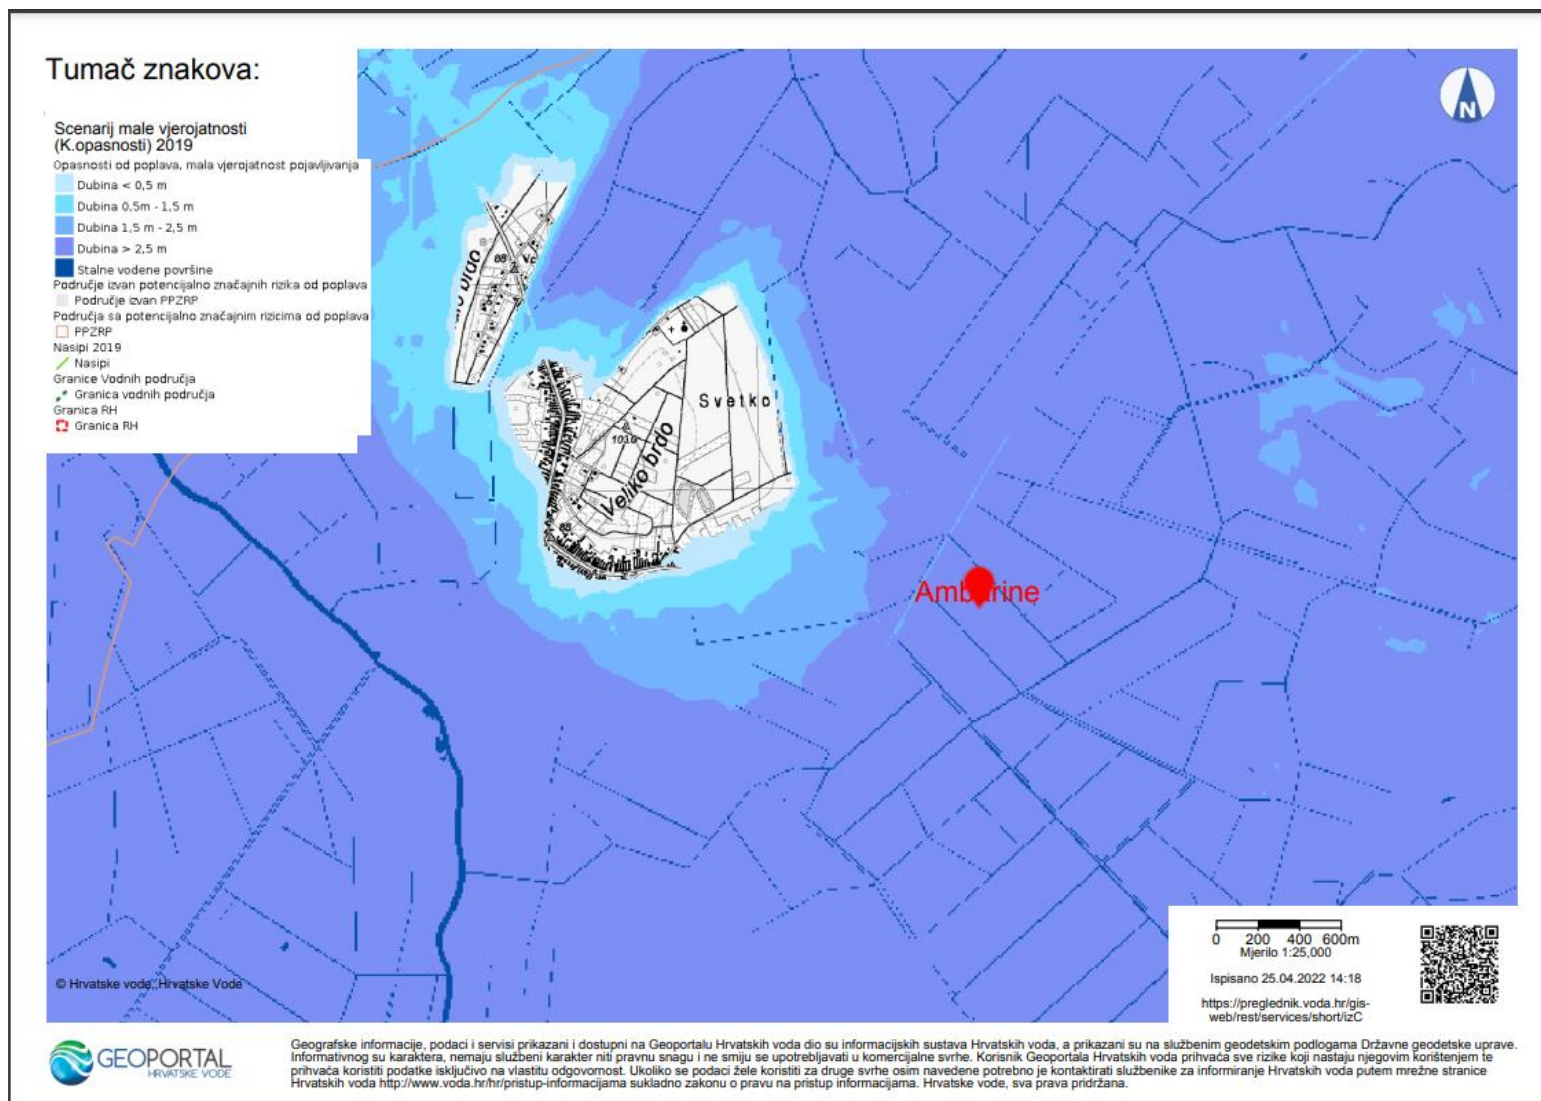 Tumač znakova:
Scenarij male vjerojatnosti
(K.opasnosti) 2019
Opasnosti od poplava, mala vjerojatnost pojavljivanja
Dubina < 0,5 m
Dubina 0,5m - 1,5 m
Dubina 1,5 m - 2,5 m
Dubina > 2,5 m
Stalne vodene površine
Područje izvan potencijalno značajnih rizika od poplava
Područje izvan PPZRP
Područja sa potencijalno značajnim rizicima od poplava
PPZRP
Nasipi 2019
Nasipi
Granice Vodnih područja
Granica vodnih područja
Granica RH
Granica RH
N
brdo
88
Svetko
103.0
Veliko brdo
85
Ambarine
0 200 400 600m
Mjerilo 1:25,000
Ispisano 25.04.2022 14:18
https://preglednik.voda.hr/gis-
web/rest/services/short/izC
© Hrvatske vode, Hrvatske Vode
GEOPORTAL
HRVATSKE VODE
Geografske informacije, podaci i servisi prikazani i dostupni na Geoportalu Hrvatskih voda dio su informacijskih sustava Hrvatskih voda, a prikazani su na službenim geodetskim podlogama Državne geodetske uprave.
Informativnog su karaktera, nemaju službeni karakter niti pravnu snagu i ne smiju se upotrebljavati u komercijalne svrhe. Korisnik Geoportala Hrvatskih voda prihvaća sve rizike koji nastaju njegovim korištenjem te
prihvaća koristiti podatke isključivo na vlastitu odgovornost. Ukoliko se podaci žele koristiti za druge svrhe osim navedene potrebno je kontaktirati službenike za informiranje Hrvatskih voda putem mrežne stranice
Hrvatskih voda http://www.voda.hr/hr/pristup-informacijama sukladno zakonu o pravu na pristup informacijama. Hrvatske vode, sva prava pridržana.